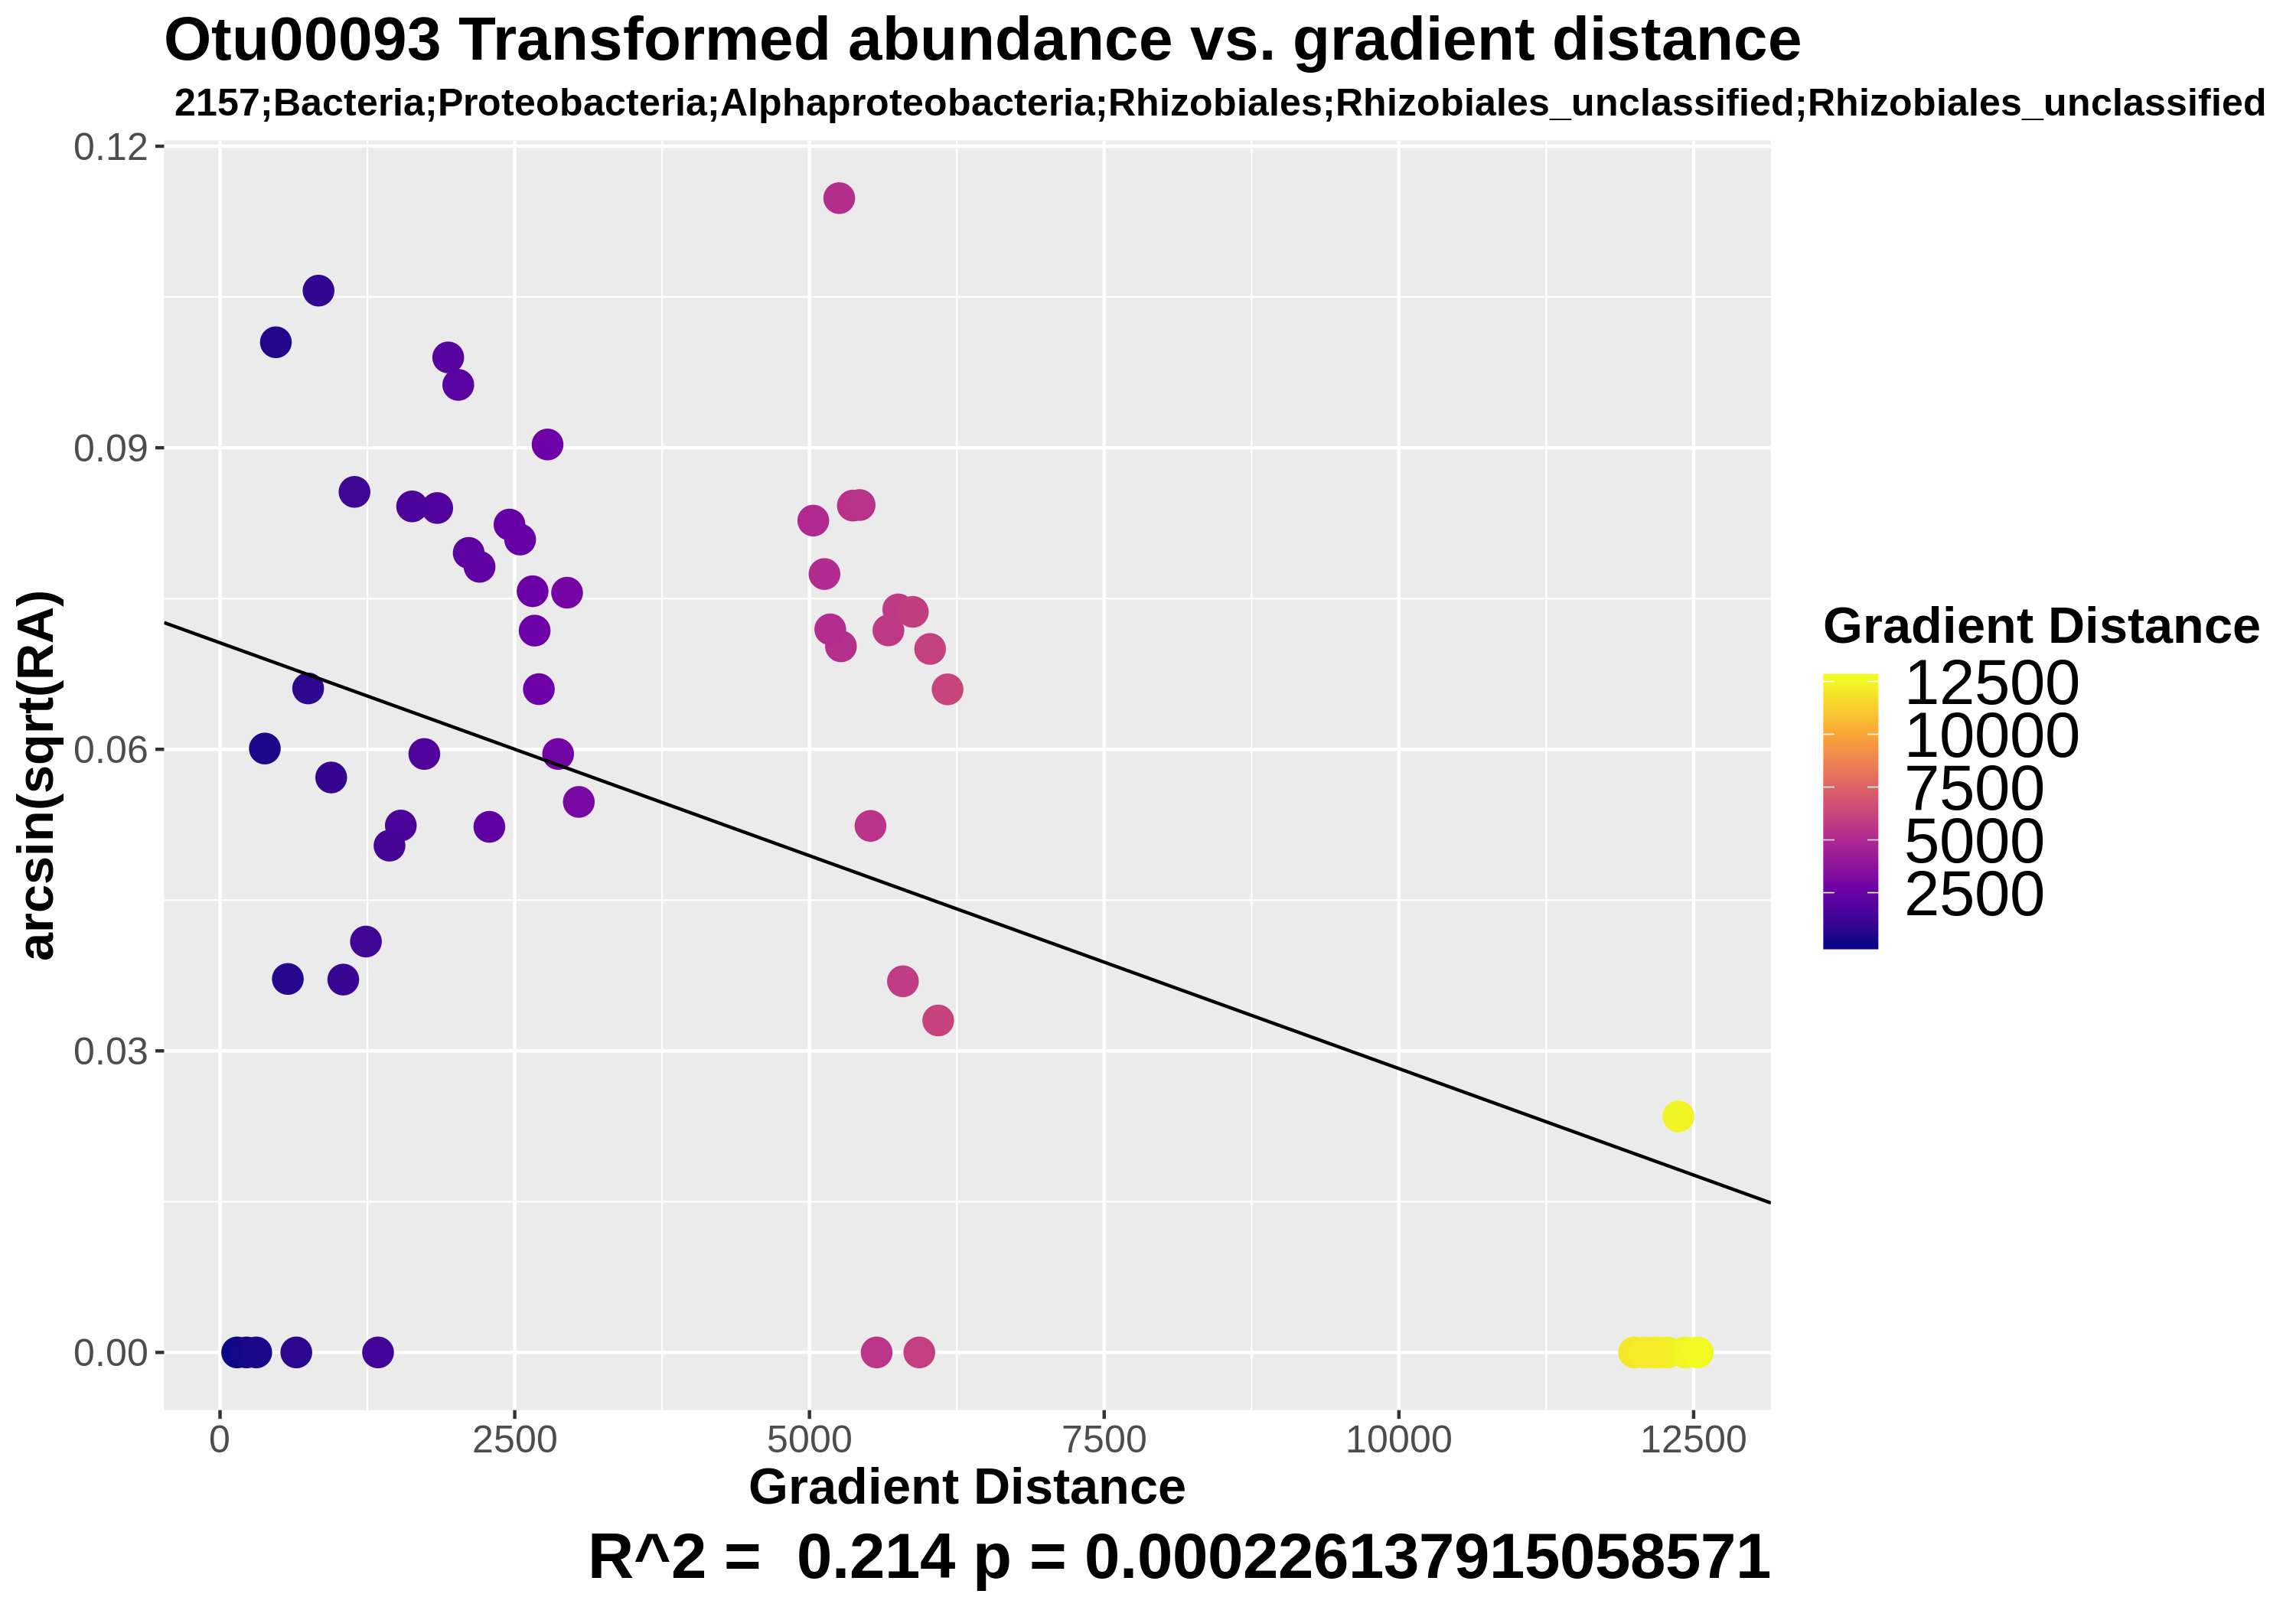 Otu00093 Transformed abundance vs. gradient distance
2157;Bacteria;Proteobacteria;Alphaproteobacteria;Rhizobiales;Rhizobiales_unclassified;Rhizobiales_unclassified
0.12
0.09
0.06
0.03
0.00
arcsin(sqrt(RA)
0 2500 5000 7500 10000 12500
Gradient Distance
R^2 =  0.214 p = 0.000226137915058571
Gradient Distance
12500
10000
7500
5000
2500